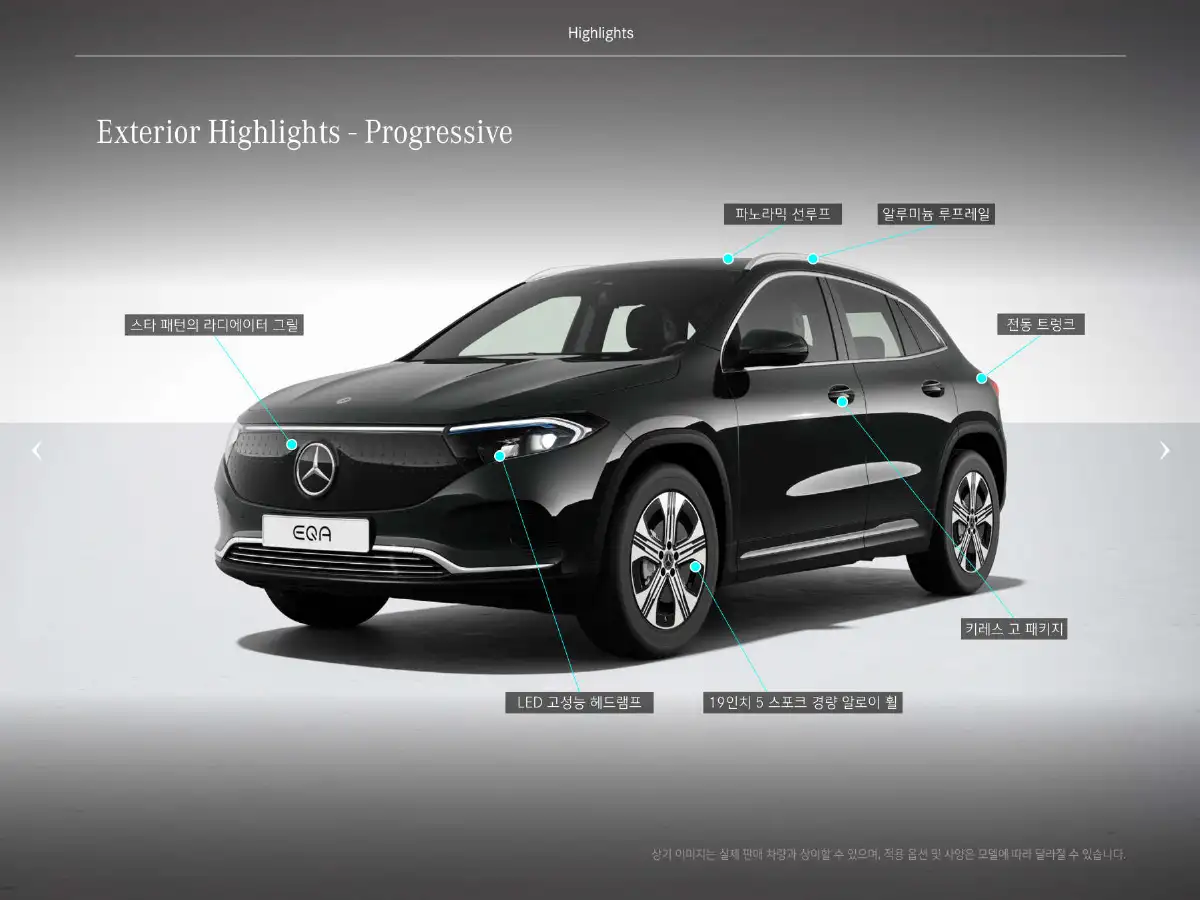 Highlights
Exterior Highlights - Progressive
파노라믹 선루프
알루미늄 루프레일
스타 패턴의 라디에이터 그릴
전동 트렁크
EQA
키레스 고 패키지
LED 고성능 헤드램프
19인치 5 스포크 경량 알로이 휠
상기 이미지는 실제 판매 차량과 상이할 수 있으며, 적용 옵션 및 사양은 모델에 따라 달라질 수 있습니다.